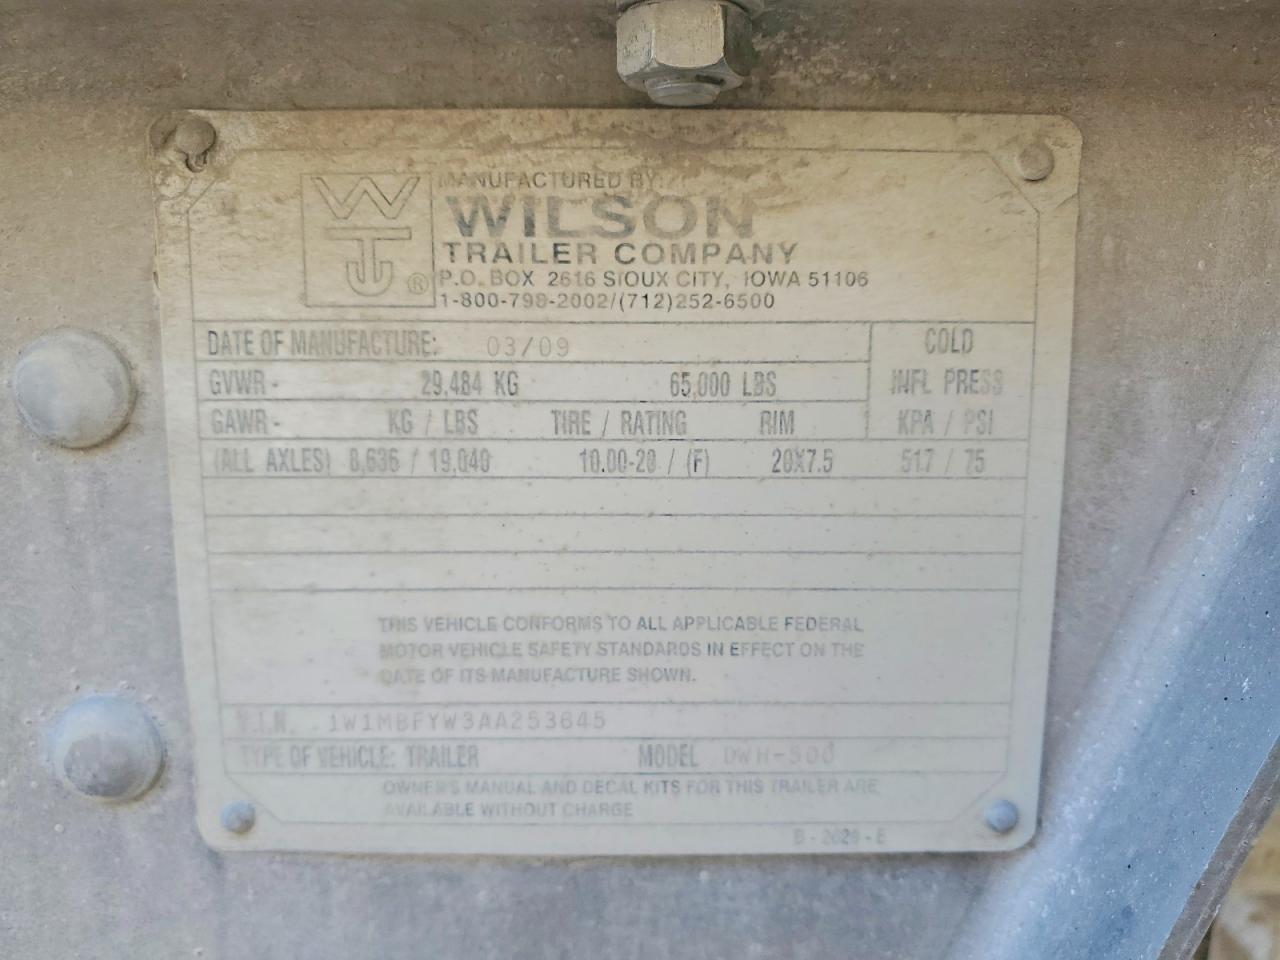 MANUFACTURED BY:
WILSON
TRAILER COMPANY
P.O. BOX 2616 SIOUX CITY, IOWA 51106
1-800-798-2002/(712)252-6500
DATE OF MANUFACTURE: 03/09
COLD
INFL PRESS
GVWR- 29,484 KG 65,000 LBS
GAWR- KG / LBS TIRE / RATING RIM KPA / PSI
(ALL AXLES) 8,636 / 19,040 10.00-20 / (F) 20X7.5 517 / 75
THIS VEHICLE CONFORMS TO ALL APPLICABLE FEDERAL
MOTOR VEHICLE SAFETY STANDARDS IN EFFECT ON THE
DATE OF ITS MANUFACTURE SHOWN.
V.I.N. 1W1MBFYW3AA253645
TYPE OF VEHICLE: TRAILER MODEL DWH-500
OWNER'S MANUAL AND DECAL KITS FOR THIS TRAILER ARE
AVAILABLE WITHOUT CHARGE
B-2029-E